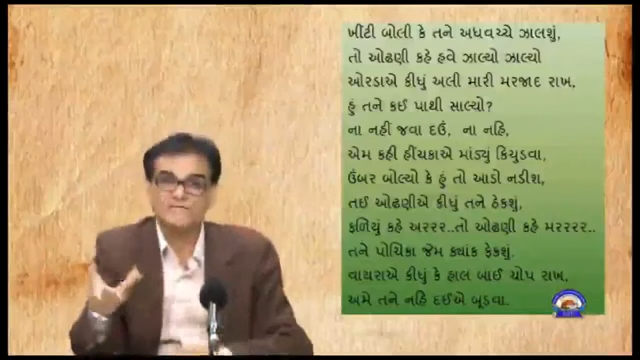 ખીંટી બોલી કે તને અધવચ્ચે ઝાલશું,
તો ઓઢણી કહે હવે ઝાલ્યો ઝાલ્યો
ઓરડાએ કીધું અલી મારી મરજાદ રાખ,
હું તને કઈ પાથી સાલ્યો?
ના નહીં જવા દઉં, ના નહિ,
એમ કહી હીંચકાએ માંડ્યું કિચુડવા,
ઉંબર બોલ્યો કે હું તો આડો નડીશ,
તઈ ઓઢણીએ કીધું તને ઠેકશું,
ફળિયું કહે અરરર..તો ઓઢણી કહે મરરરર..
તને પોચિકા જેમ ક્યાંક ફેકશું.
વાયરાએ કીધું કે હાલ બાઈ ચોપ રાખ,
અમે તને નહિ દઈએ બૂડવા.